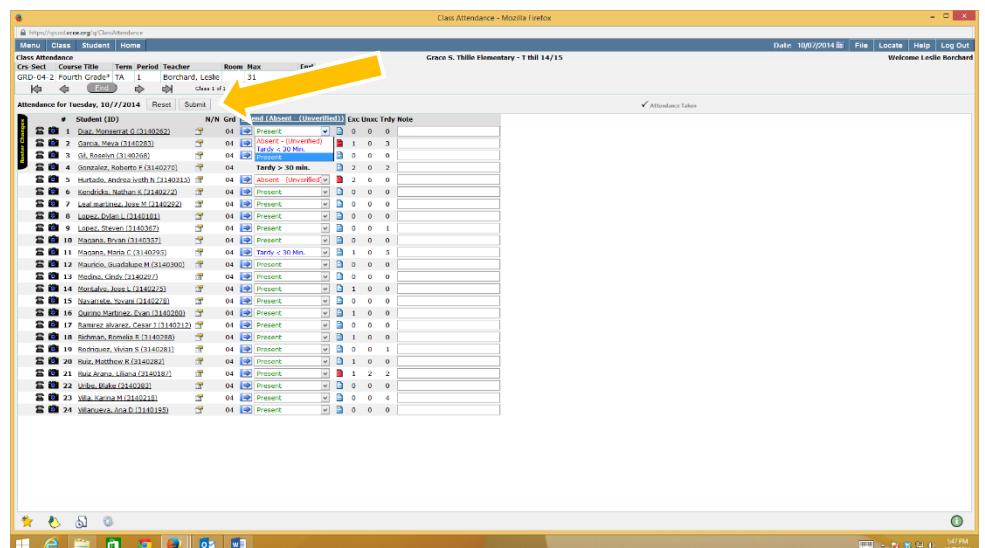 Class Attendance - Mozilla Firefox
Menu Class Student Home Date 10/07/2014 File Locate Help Log Out
Class Attendance Grace S. Thille Elementary - T thil 14/15 Welcome Leslie Borchard
Crs-Sect Course Title Term Period Teacher Room Max
GRD-04-2 Fourth Grade* TA 1 Borchard, Leslie 31
End Class 1 of 1
Attendance for Tuesday, 10/7/2014 Reset Submit ✓ Attendance Taken
Roster Changes
# Student (ID) N/N Grd (Absent (Unverified)) Exc Unxc Trdy Note
1 Diaz, Monserrat G (3140262) 04 Present 0 0 0
2 Garcia, Meya (3140283) 04 Absent - (Unverified) 1 0 3
Tardy < 30 min.
3 Gil, Roselyn (3140268) 04 Present 0 0 0
4 Gonzalez, Roberto F (3140270) 04 Tardy > 30 min. 2 0 2
5 Hurtado, Andrea iveth N (3140315) 04 Absent - (Unverified) 2 6 0
6 Kendricks, Nathan K (3140272) 04 Present 0 0 0
7 Leal martinez, Jose M (3140292) 04 Present 0 0 0
8 Lopez, Dylan L (3140181) 04 Present 0 0 0
9 Lopez, Steven (3140367) 04 Present 0 0 1
10 Magana, Bryan (3140357) 04 Present 0 0 0
11 Magana, Maria C (3140295) 04 Tardy < 30 Min. 1 0 5
12 Mauricio, Guadalupe M (3140300) 04 Present 0 0 0
13 Medina, Cindy (3140297) 04 Present 0 0 0
14 Montalvo, Jose L (3140275) 04 Present 1 0 0
15 Navarrete, Yovani (3140278) 04 Present 0 0 0
16 Quirino Martinez, Evan (3140280) 04 Present 1 0 0
17 Ramirez alvarez, Cesar J (3140212) 04 Present 0 0 0
18 Richman, Romelia R (3140288) 04 Present 1 0 0
19 Rodriguez, Vivian S (3140281) 04 Present 0 0 1
20 Ruiz, Matthew R (3140282) 04 Present 1 0 0
21 Ruiz Arana, Liliana (3140187) 04 Present 1 2 2
22 Uribe, Blake (3140383) 04 Present 0 0 0
23 Villa, Karina M (3140218) 04 Present 0 0 4
24 Villanueva, Ana D (3140195) 04 Present 0 0 0
5:47 PM